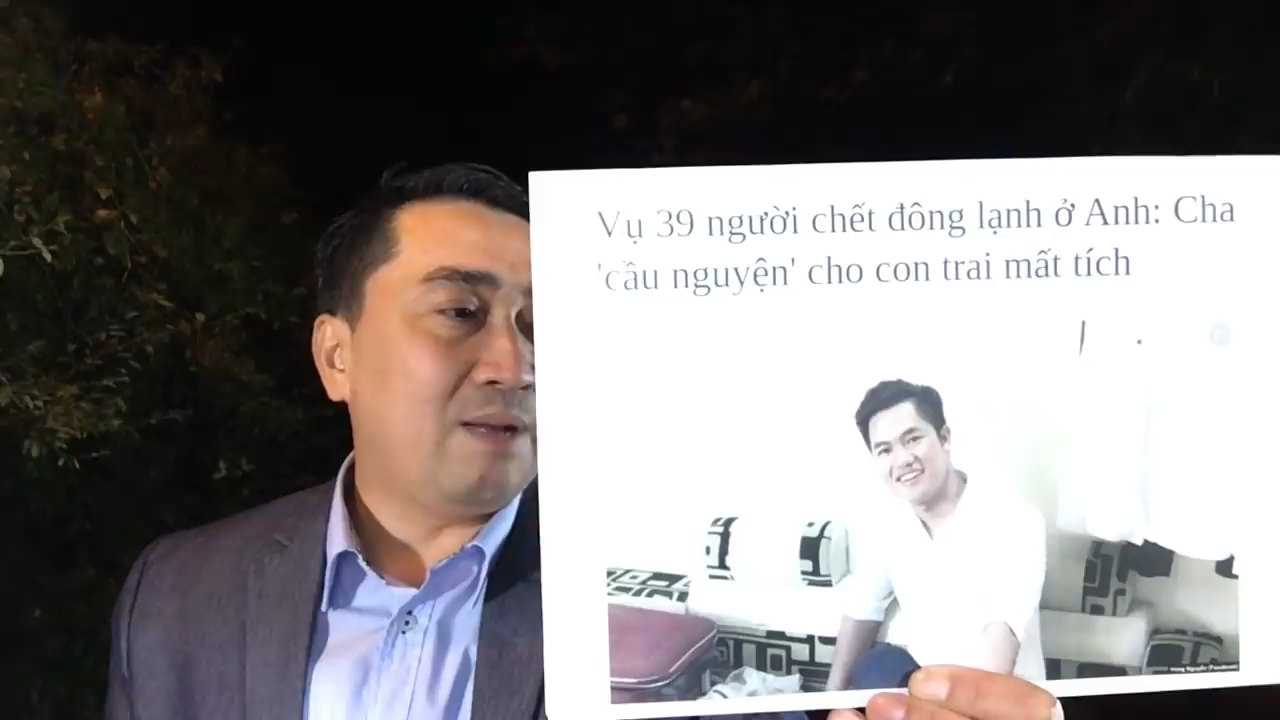 Vụ 39 người chết đông lạnh ở Anh: Cha
'cầu nguyện' cho con trai mất tích